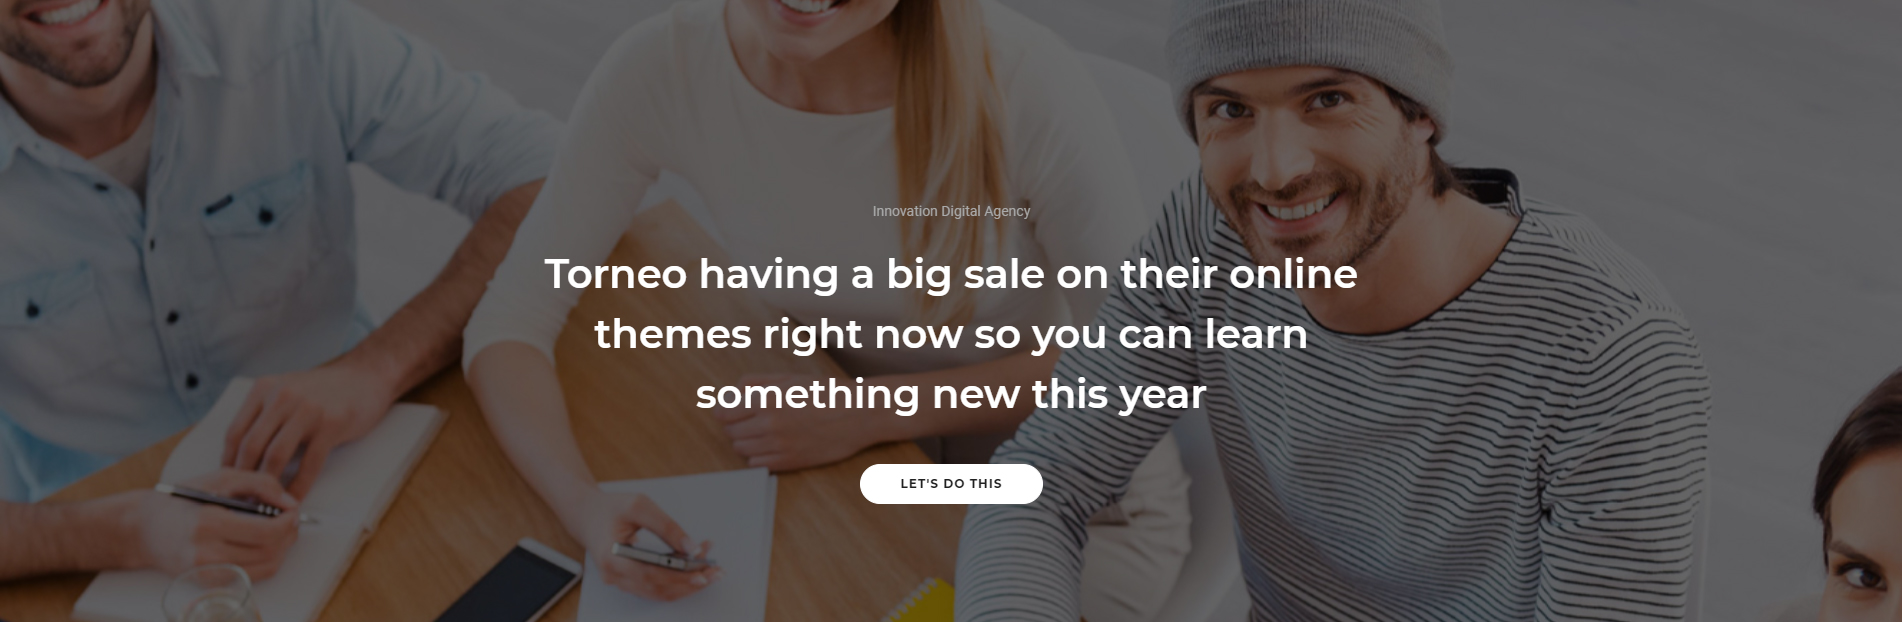 Innovation Digital Agency
Torneo having a big sale on their online
themes right now so you can learn
something new this year
LET'S DO THIS